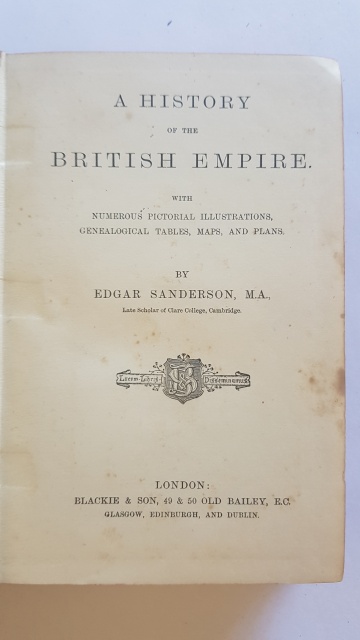 A HISTORY
OF THE
BRITISH EMPIRE.
WITH
NUMEROUS PICTORIAL ILLUSTRATIONS,
GENEALOGICAL TABLES, MAPS, AND PLANS.
BY
EDGAR SANDERSON, M.A.,
Late Scholar of Clare College, Cambridge.
Lucem Libris Disseminamus
LONDON:
BLACKIE & SON, 49 & 50 OLD BAILEY, E.C.
GLASGOW, EDINBURGH, AND DUBLIN.